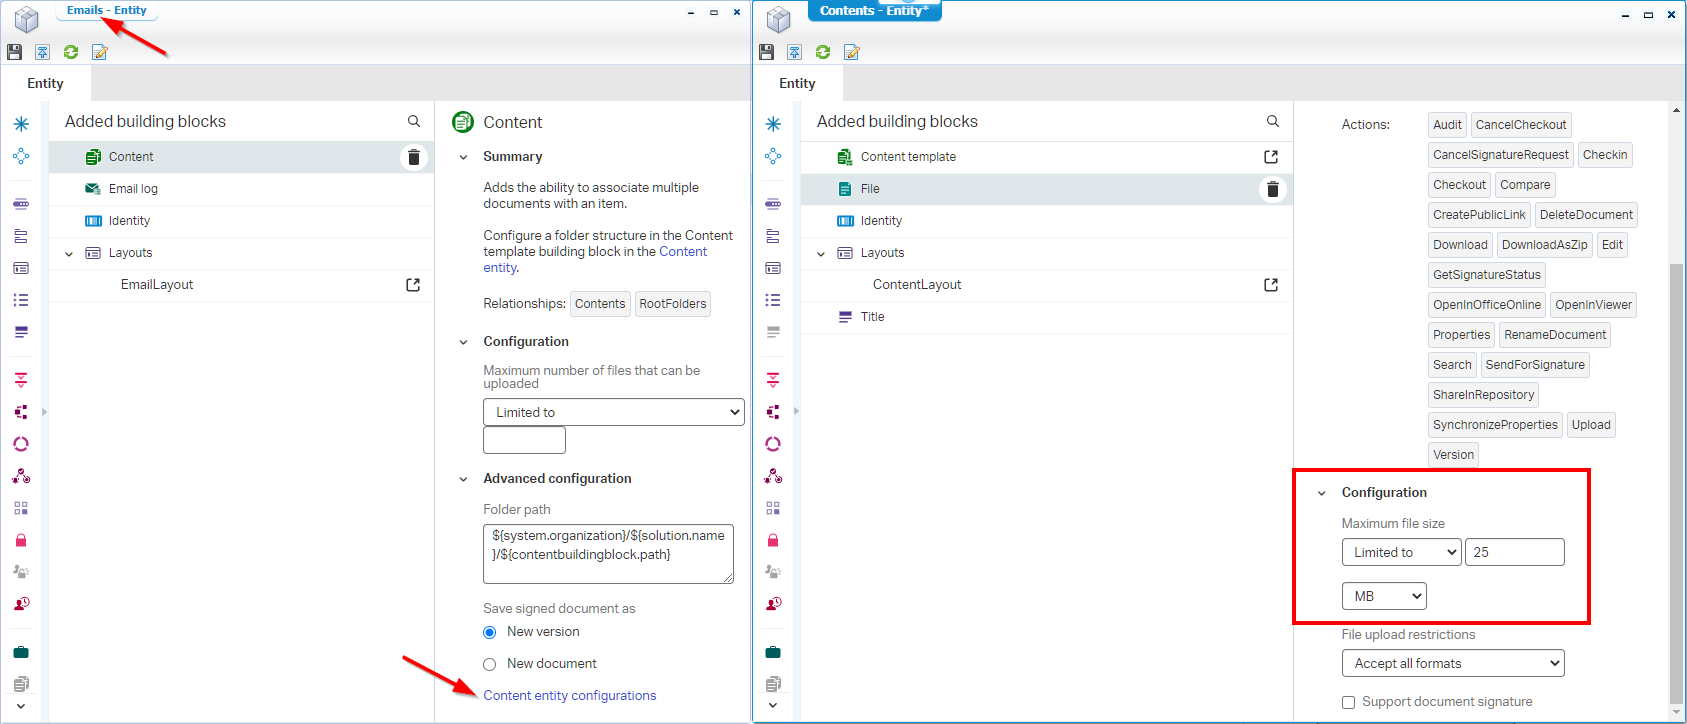 Emails - Entity
Entity
Added building blocks
Content
Email log
Identity
Layouts
EmailLayout
Content
Summary
Adds the ability to associate multiple
documents with an item.
Configure a folder structure in the Content
template building block in the Content
entity.
Relationships: Contents RootFolders
Configuration
Maximum number of files that can be
uploaded
Limited to
Advanced configuration
Folder path
${system.organization}/${solution.name
}/${contentbuildingblock.path}
Save signed document as
New version
New document
Content entity configurations
Contents - Entity*
Entity
Added building blocks
Content template
File
Identity
Layouts
ContentLayout
Title
Actions: Audit CancelCheckout
CancelSignatureRequest Checkin
Checkout Compare
CreatePublicLink DeleteDocument
Download DownloadAsZip Edit
GetSignatureStatus
OpenInOfficeOnline OpenInViewer
Properties RenameDocument
Search SendForSignature
ShareInRepository
SynchronizeProperties Upload
Version
Configuration
Maximum file size
Limited to 25
MB
File upload restrictions
Accept all formats
Support document signature